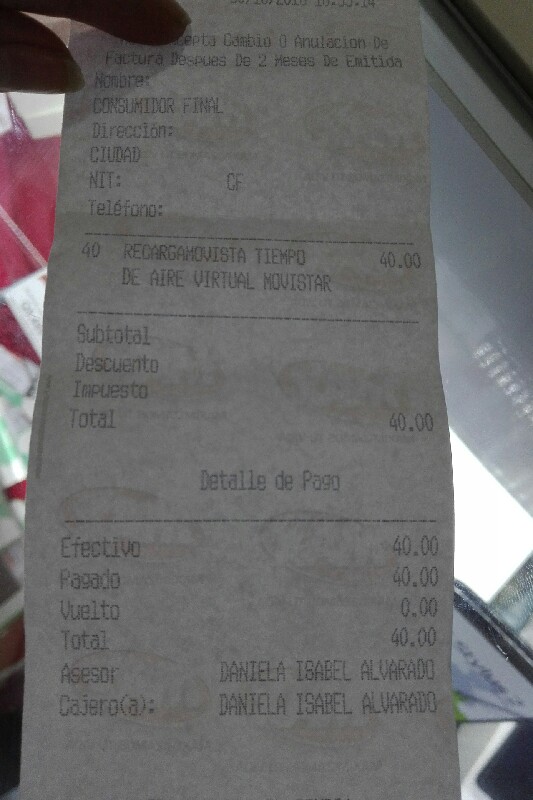 30/10/2018 10:55:14
Cambio O Anulacion De
Factura Despues De 2 Meses De Emitida
Nombre:
CONSUMIDOR FINAL
Dirección:
CIUDAD
NIT: CF
Teléfono:
40 RECARGAMOVISTA TIEMPO 40.00
DE AIRE VIRTUAL MOVISTAR
Subtotal
Descuento
Impuesto
Total 40.00
Detalle de Pago
Efectivo 40.00
Pagado 40.00
Vuelto 0.00
Total 40.00
Asesor DANIELA ISABEL ALVARADO
Cajero(a): DANIELA ISABEL ALVARADO